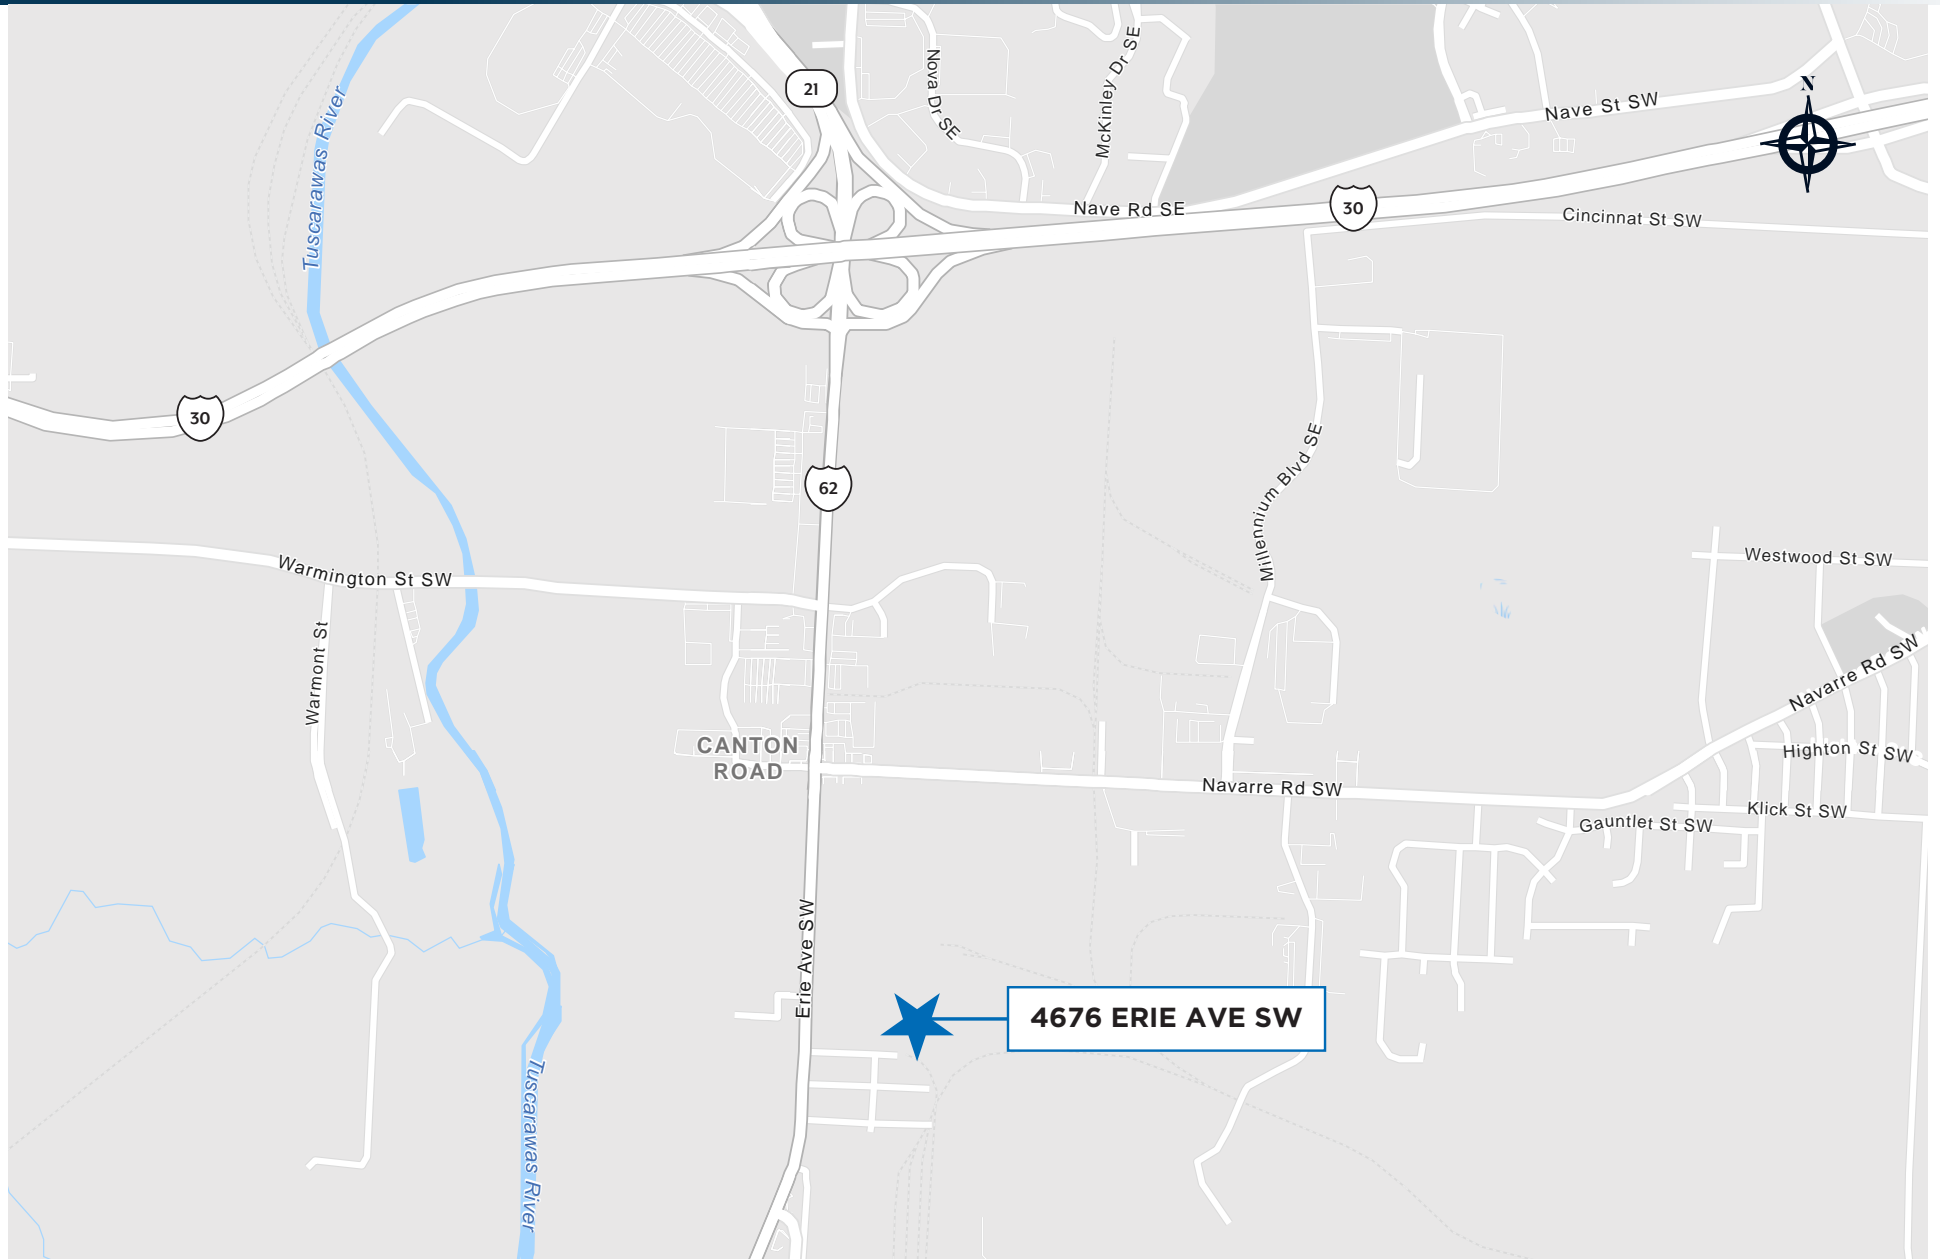 N
21
Nova Dr SE
McKinley Dr SE
Nave St SW
Tuscarawas River
Nave Rd SE
30
Cincinnat St SW
30
Millennium Blvd SE
62
Warmington St SW
Westwood St SW
Warmont St
Navarre Rd SW
CANTON
ROAD
Highton St SW
Navarre Rd SW
Klick St SW
Gauntlet St SW
Erie Ave SW
4676 ERIE AVE SW
Tuscarawas River